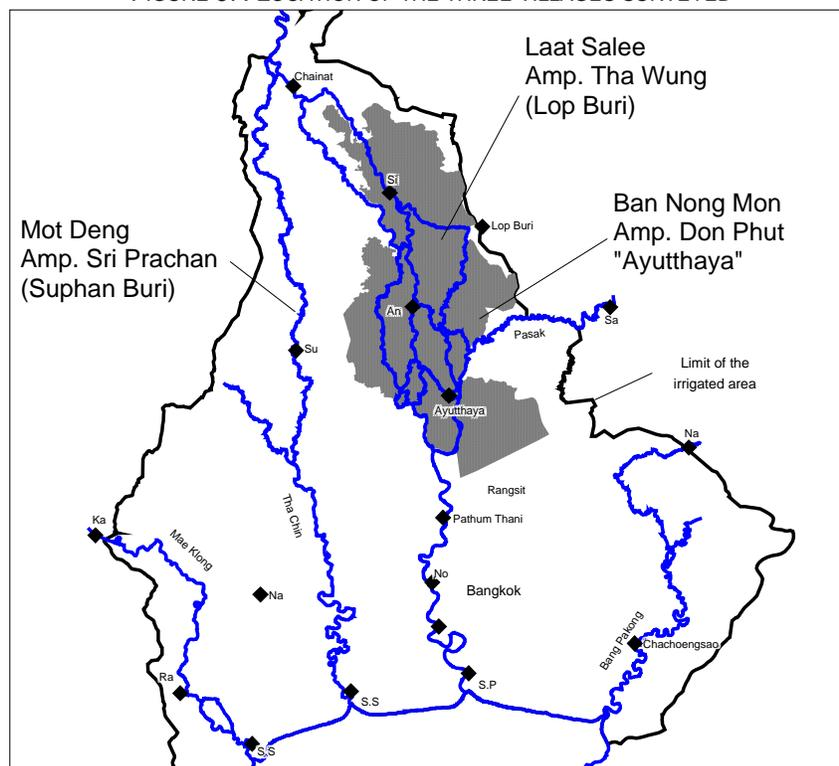 FIGURE 3: LOCATION OF THE THREE VILLAGES SURVEYED
Laat Salee
Amp. Tha Wung
(Lop Buri)
Chainat
Si
Lop Buri
Ban Nong Mon
Amp. Don Phut
"Ayutthaya"
Mot Deng
Amp. Sri Prachan
(Suphan Buri)
An
Sa
Pasak
Su
Limit of the
irrigated area
Ayutthaya
Na
Rangsit
Tha Chin
Pathum Thani
Ka
Mae Klong
No
Bangkok
Na
Bang Pakong
Chachoengsao
Ra
S.S
S.P
S.S